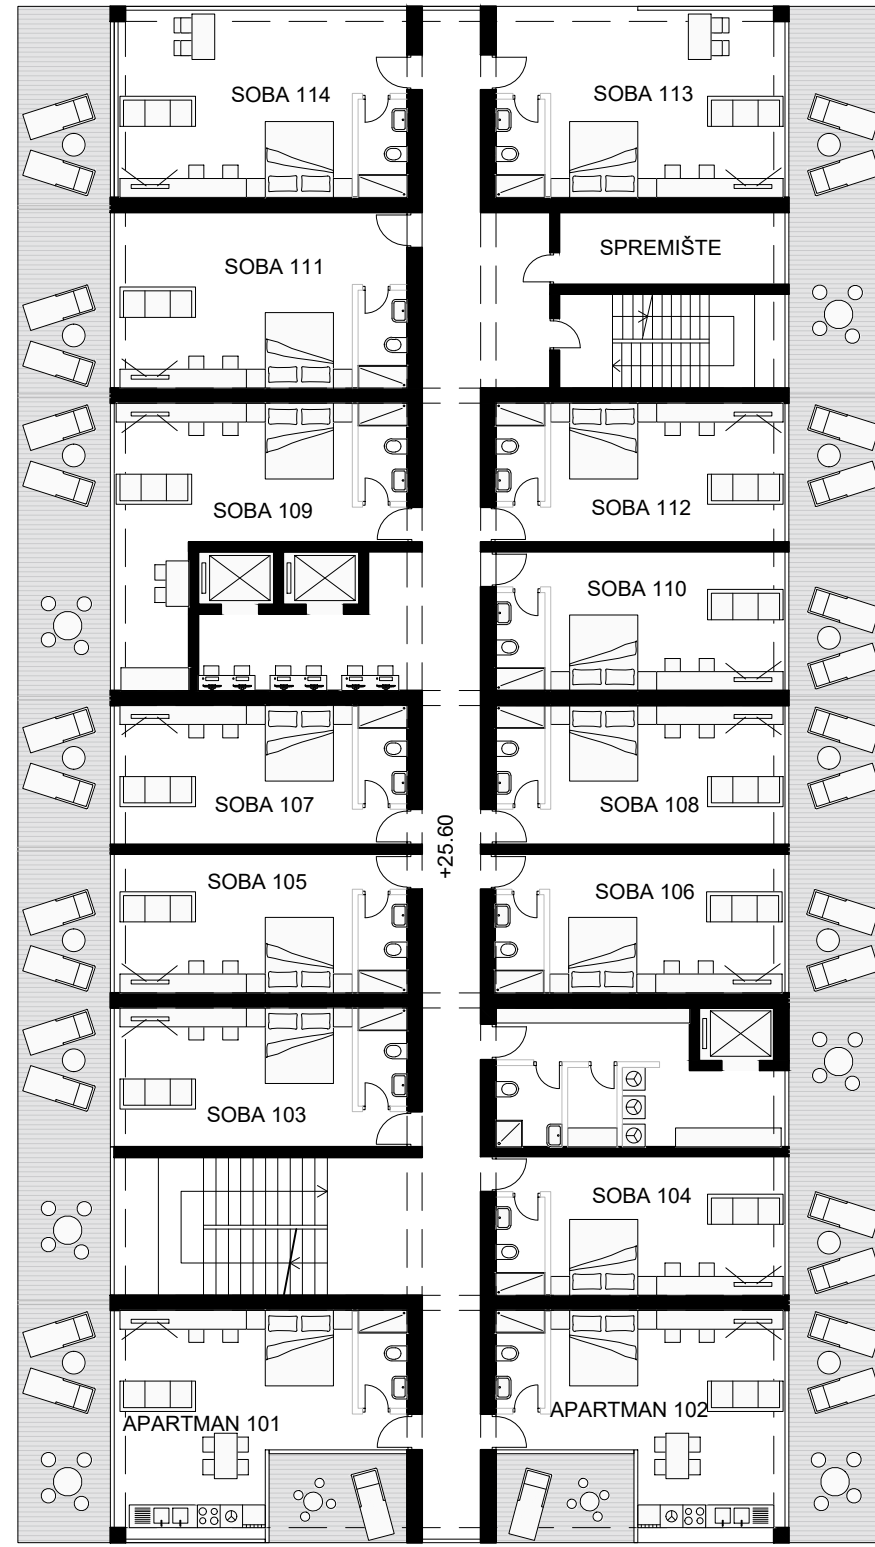 SOBA 114
SOBA 113
SOBA 111
SPREMIŠTE
SOBA 109
SOBA 112
SOBA 110
SOBA 107
SOBA 108
+25.60
SOBA 105
SOBA 106
SOBA 103
SOBA 104
APARTMAN 101
APARTMAN 102